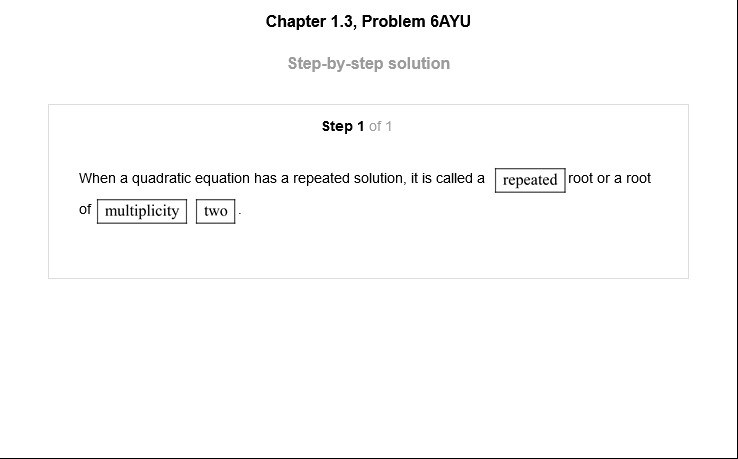 Chapter 1.3, Problem 6AYU
Step-by-step solution
Step 1 of 1
When a quadratic equation has a repeated solution, it is called a repeated root or a root
of multiplicity two .